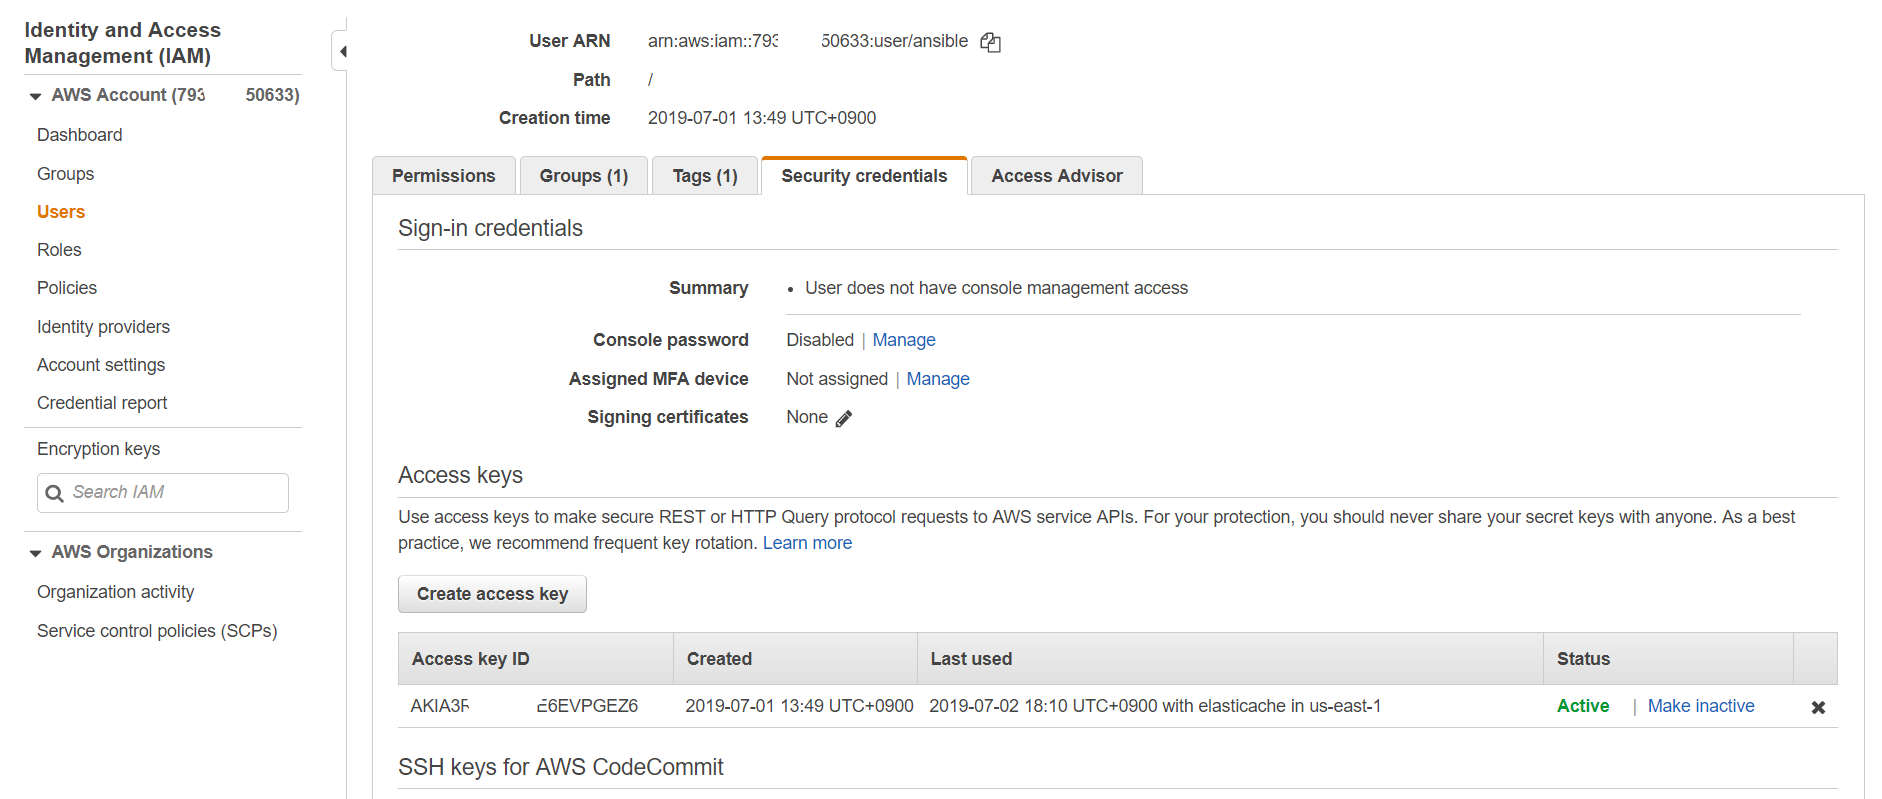 Identity and Access
Management (IAM)
AWS Account (793 50633)
Dashboard
Groups
Users
Roles
Policies
Identity providers
Account settings
Credential report
Encryption keys
Search IAM
AWS Organizations
Organization activity
Service control policies (SCPs)
User ARN arn:aws:iam::793 50633:user/ansible
Path /
Creation time 2019-07-01 13:49 UTC+0900
Permissions Groups (1) Tags (1) Security credentials Access Advisor
Sign-in credentials
Summary • User does not have console management access
Console password Disabled | Manage
Assigned MFA device Not assigned | Manage
Signing certificates None
Access keys
Use access keys to make secure REST or HTTP Query protocol requests to AWS service APIs. For your protection, you should never share your secret keys with anyone. As a best
practice, we recommend frequent key rotation. Learn more
Create access key
Access key ID Created Last used Status
AKIA3F E6EVPGEZ6 2019-07-01 13:49 UTC+0900 2019-07-02 18:10 UTC+0900 with elasticache in us-east-1 Active | Make inactive
SSH keys for AWS CodeCommit